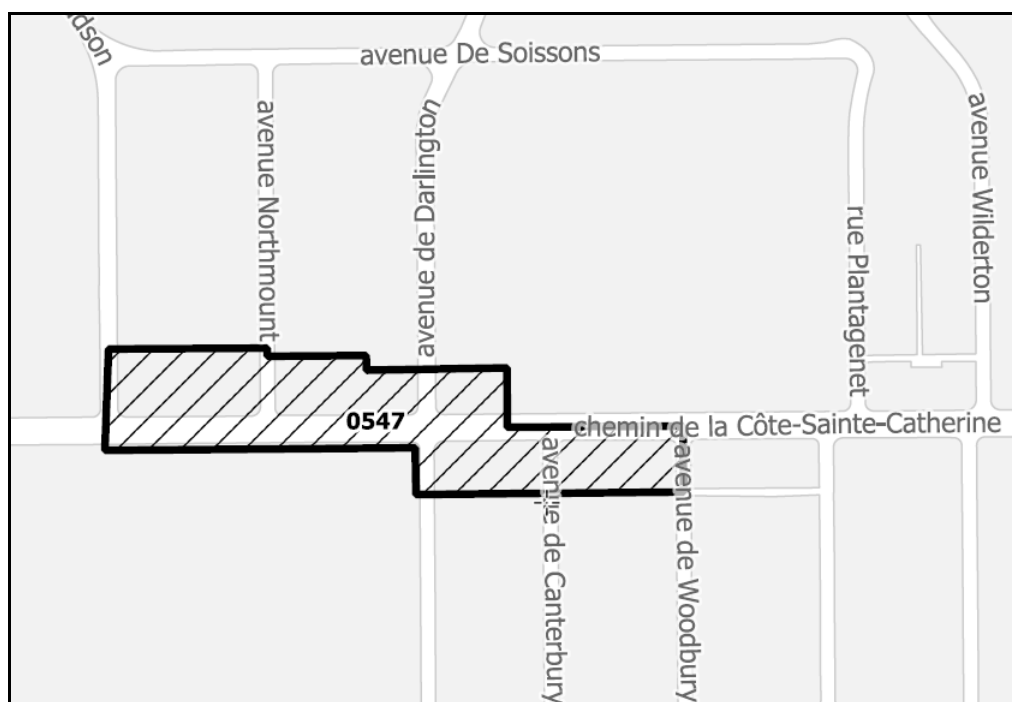 dson
avenue De Soissons
avenue Northmount
avenue de Darlington
rue Plantagenet
avenue Wilderton
0547
chemin de la Côte-Sainte-Catherine
avenue de Canterbury
avenue de Woodbury